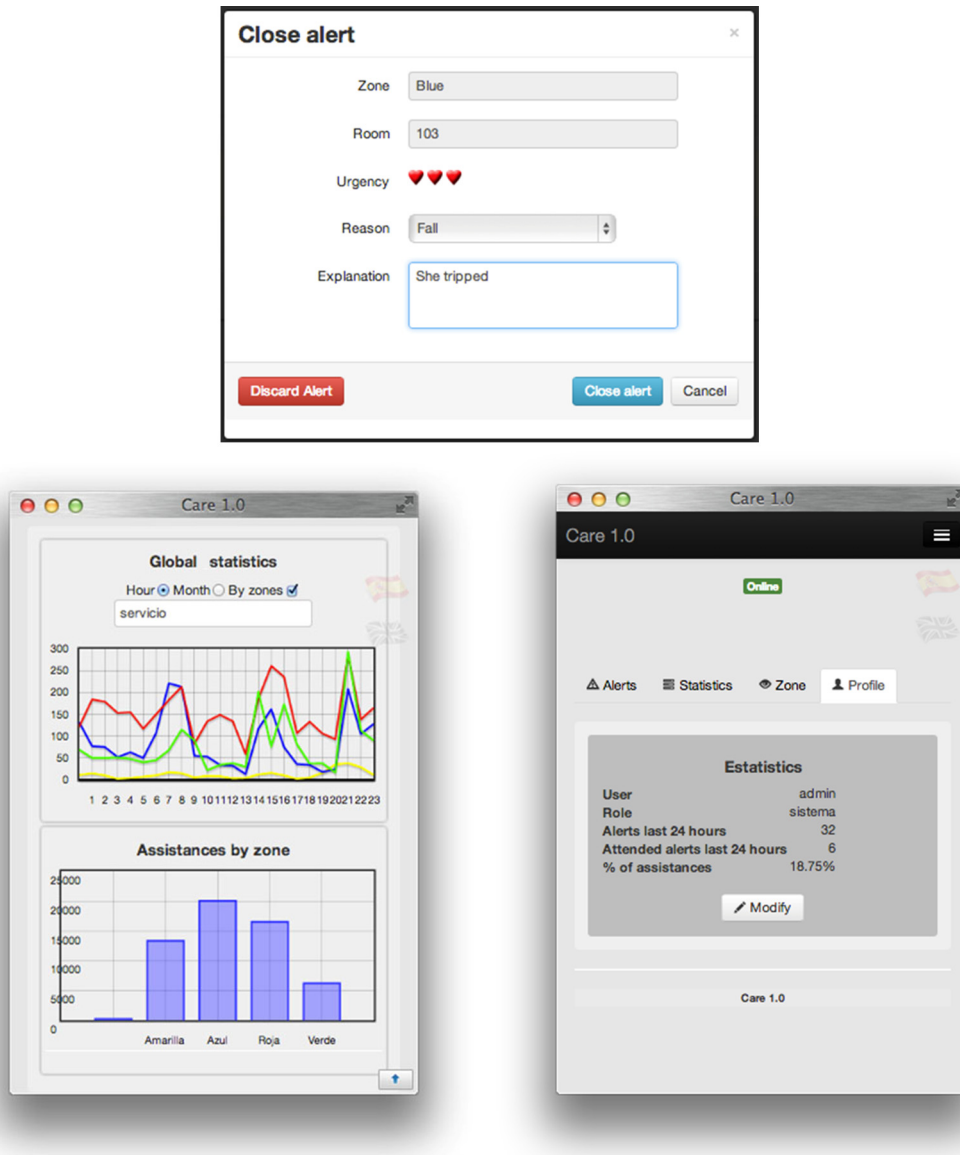 Close alert ×
Zone Blue
Room 103
Urgency
Reason Fall
Explanation She tripped
Discard Alert Close alert Cancel
Care 1.0
Global statistics
Hour Month By zones
servicio
300
250
200
150
100
50
0
1 2 3 4 5 6 7 8 9 10 11 12 13 14 15 16 17 18 19 20 21 22 23
Assistances by zone
25000
20000
15000
10000
5000
0
Amarilla Azul Roja Verde
Care 1.0
Care 1.0
Online
Alerts Statistics Zone Profile
Estatistics
User admin
Role sistema
Alerts last 24 hours 32
Attended alerts last 24 hours 6
% of assistances 18.75%
Modify
Care 1.0